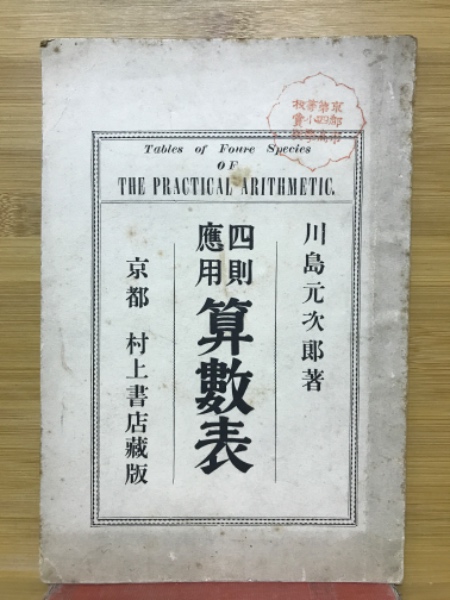 Tables of Foure Species
OF
THE PRACTICAL ARITHMETIC.
川島元次郎著
四則
應用
算數表
京都 村上書店藏版